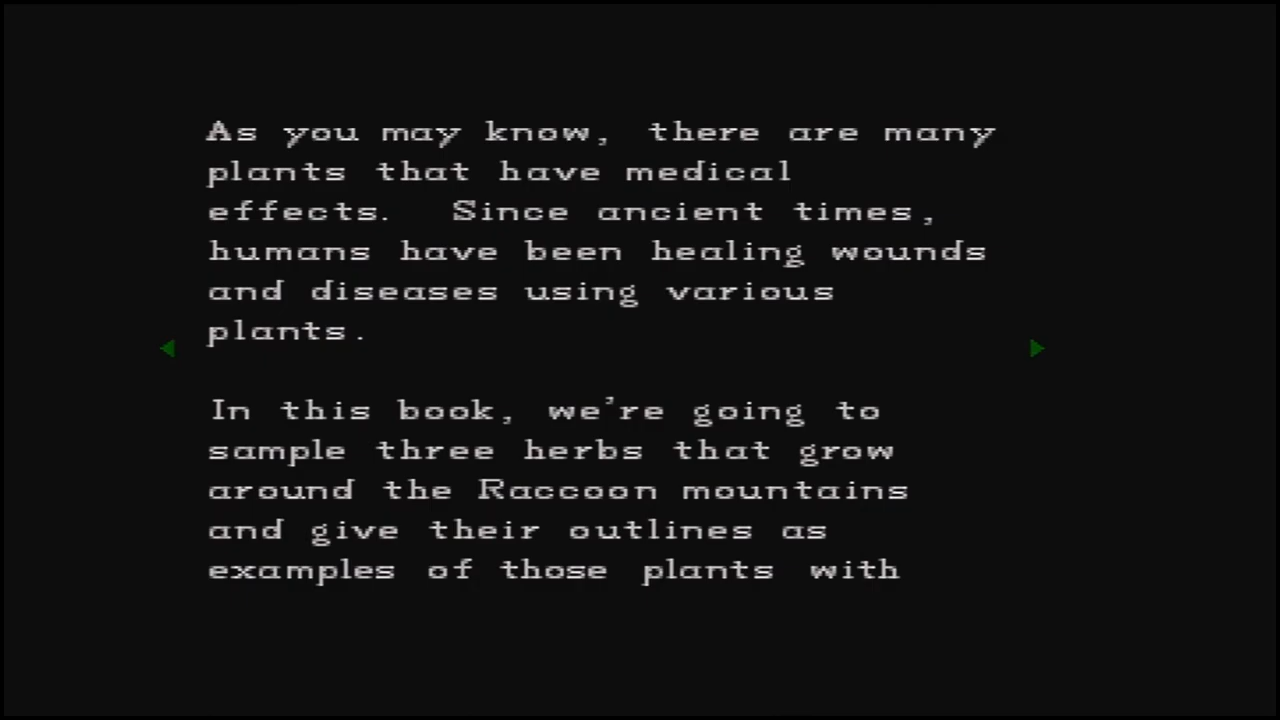 As you may know, there are many
plants that have medical
effects. Since ancient times,
humans have been healing wounds
and diseases using various
plants.
In this book, we're going to
sample three herbs that grow
around the Raccoon mountains
and give their outlines as
examples of those plants with